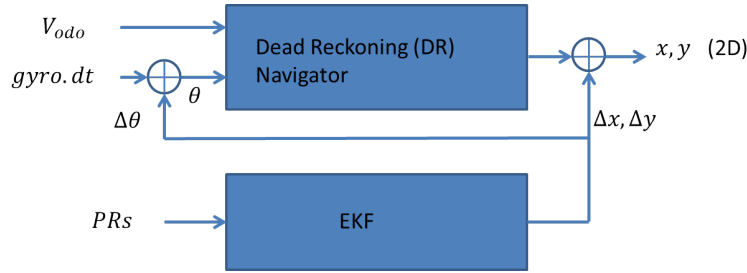 V_odo
Dead Reckoning (DR)
Navigator
x, y (2D)
gyro.dt
θ
Δθ
Δx, Δy
PRs
EKF